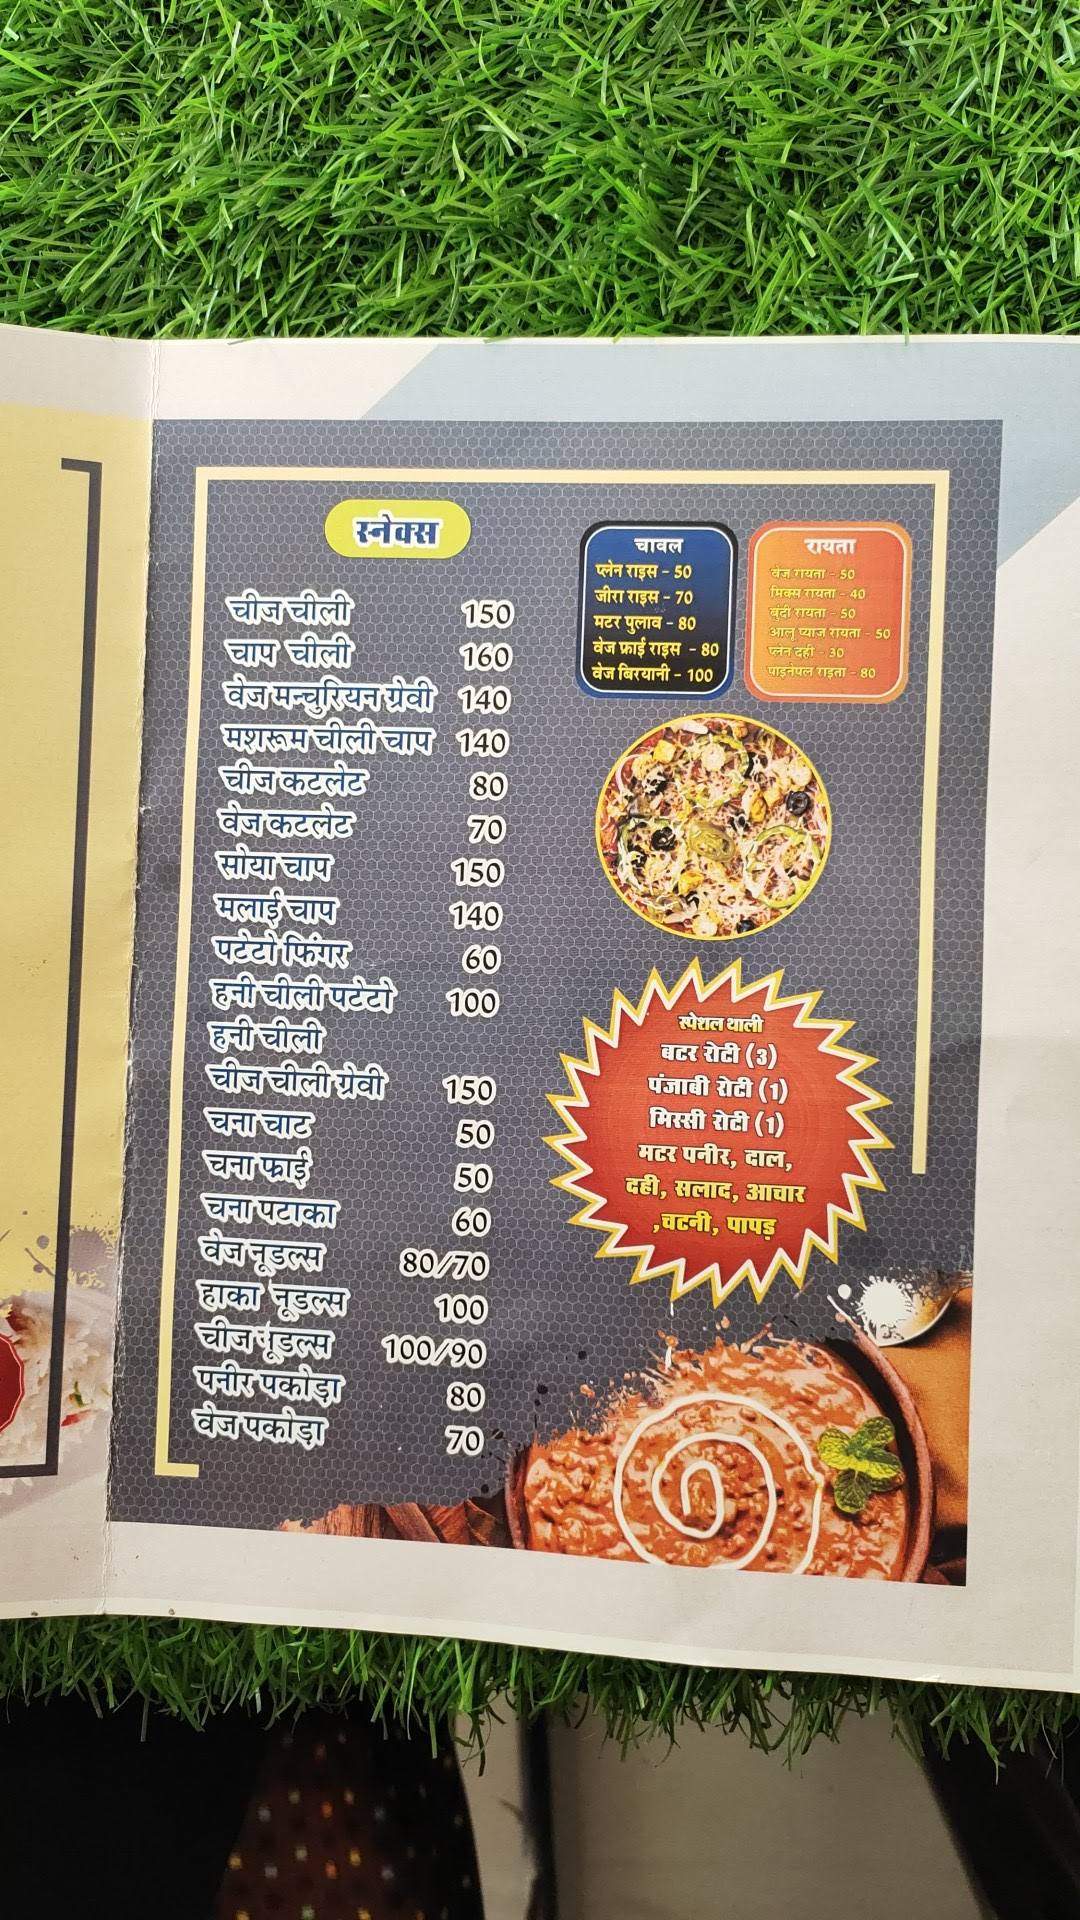 स्नेक्स
चीज चीली 150
चाप चीली 160
वेज मन्चुरियन ग्रेवी 140
मशरूम चीली चाप 140
चीज कटलेट 80
वेज कटलेट 70
सोया चाप 150
मलाई चाप 140
पटेटो फिंगर 60
हनी चीली पटेटो 100
हनी चीली
चीज चीली ग्रेवी 150
चना चाट 50
चना फ्राई 50
चना पटाका 60
वेज नूडल्स 80/70
हाका नूडल्स 100
चीज नूडल्स 100/90
पनीर पकोड़ा 80
वेज पकोड़ा 70
चावल
प्लेन राइस - 50
जीरा राइस - 70
मटर पुलाव - 80
वेज फ्राई राइस - 80
वेज बिरयानी - 100
रायता
वेज रायता - 50
मिक्स रायता - 40
बूंदी रायता - 50
आलू प्याज रायता - 50
प्लेन दही - 30
पाइनेपल राइता - 80
स्पेशल थाली
बटर रोटी (3)
पंजाबी रोटी (1)
मिस्सी रोटी (1)
मटर पनीर, दाल,
दही, सलाद, आचार
,चटनी, पापड़